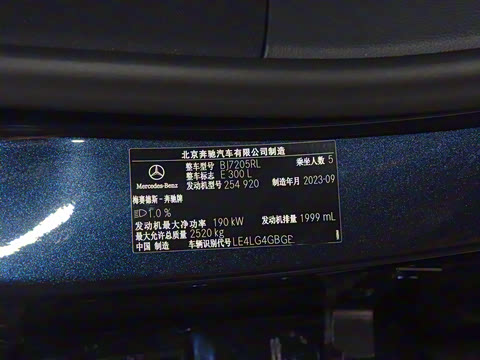 北京奔驰汽车有限公司制造
整车型号 BJ7205RL 乘坐人数 5
整车标志 E 300 L
发动机型号 254 920 制造年月 2023-09
Mercedes-Benz
梅赛德斯-奔驰牌
1.0 %
发动机最大净功率 190 kW 发动机排量 1999 mL
最大允许总质量 2520 kg
中国 制造 车辆识别代号 LE4LG4GBGE